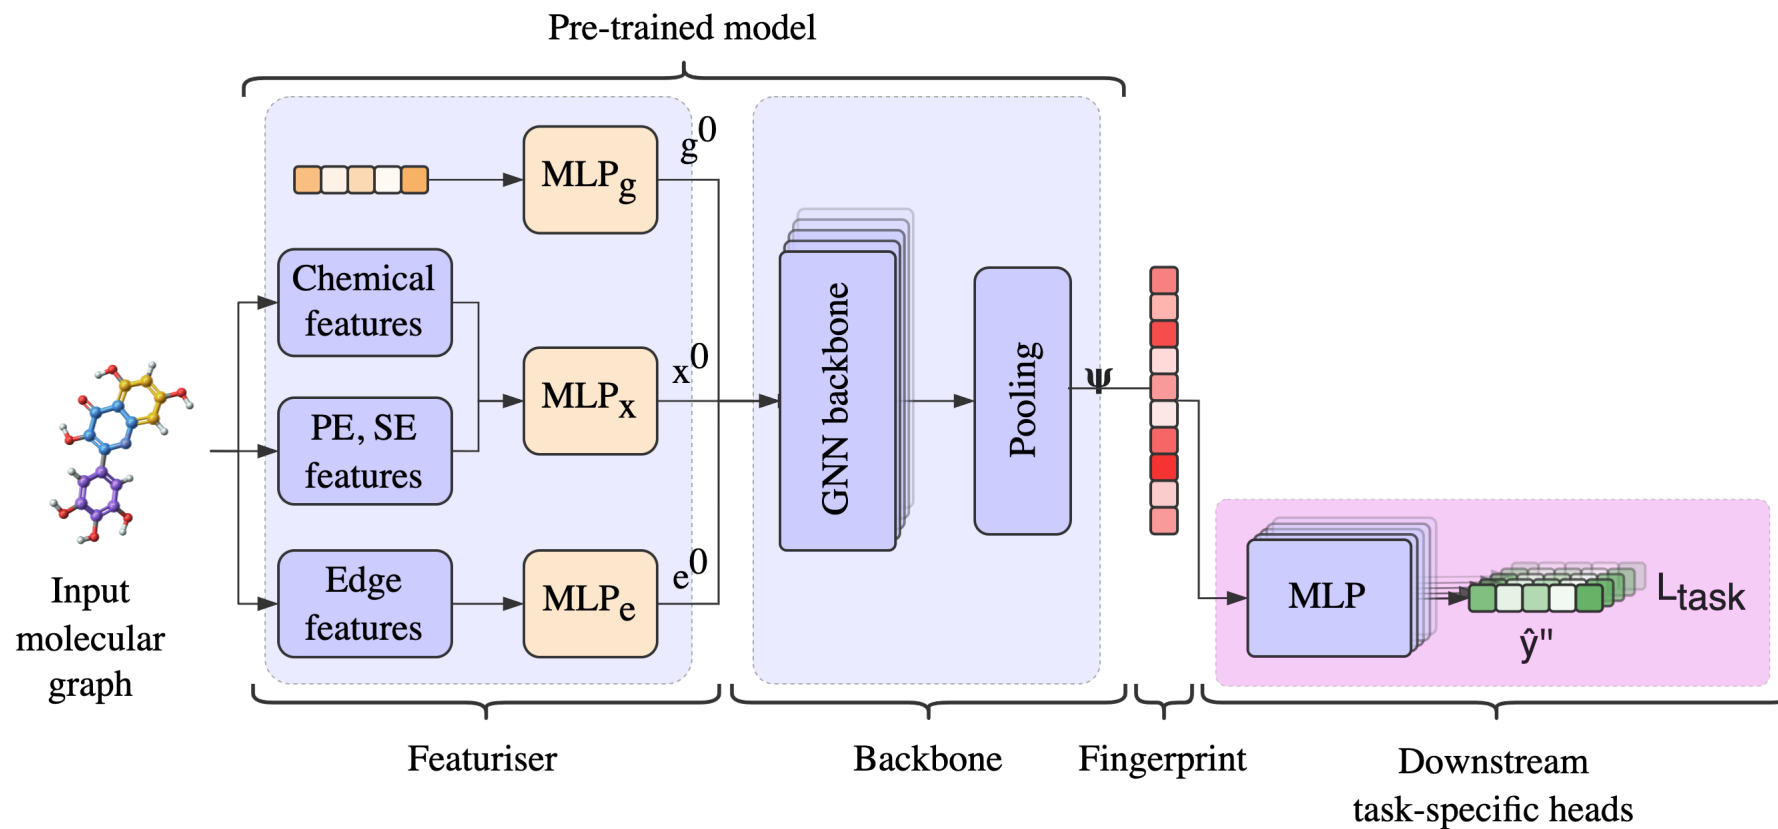 Pre-trained model
g0
MLPg
Chemical
features
x0
MLPx
PE, SE
features
e0
Edge
features
MLPe
GNN backbone
Pooling
ψ
MLP
Ltask
ŷ"
Input
molecular
graph
Featuriser
Backbone
Fingerprint
Downstream
task-specific heads